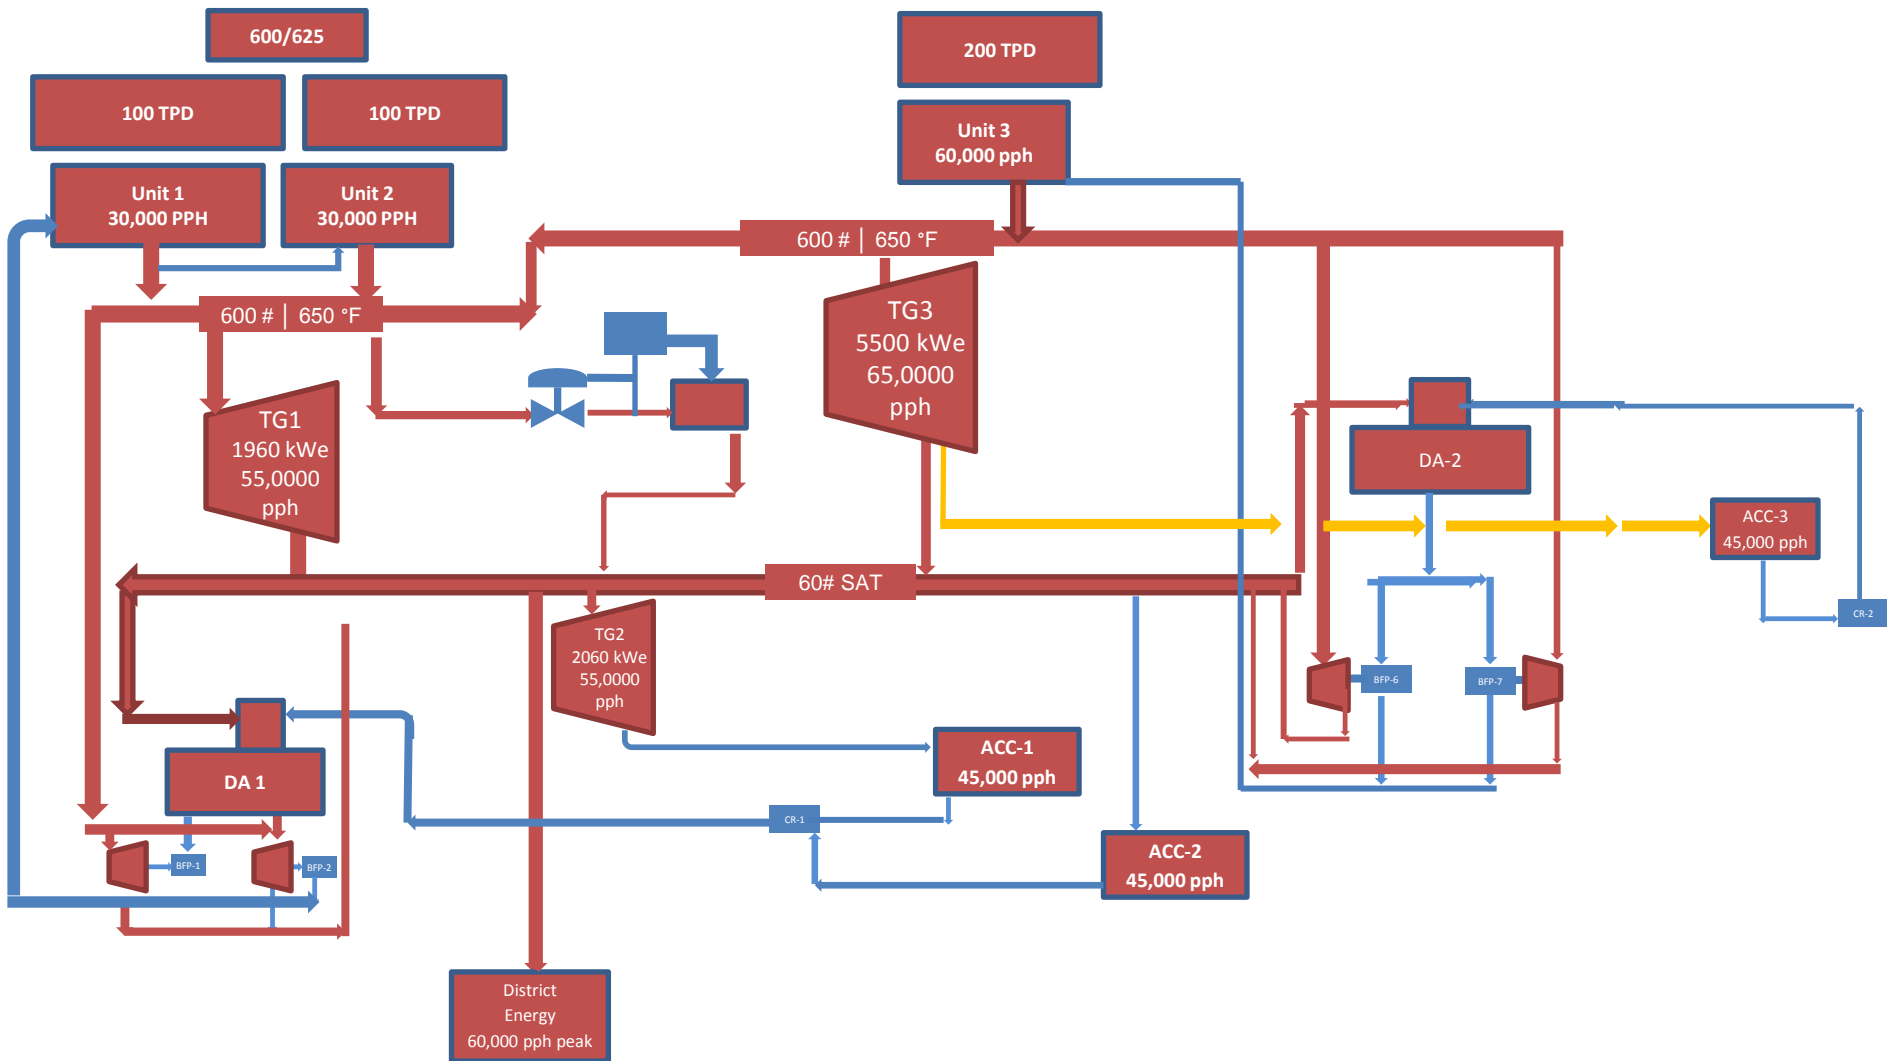 600/625
200 TPD
100 TPD
100 TPD
Unit 3
60,000 pph
Unit 1
30,000 PPH
Unit 2
30,000 PPH
600 # | 650 °F
600 # | 650 °F
TG3
5500 kWe
65,0000
pph
TG1
1960 kWe
55,0000
pph
DA-2
ACC-3
45,000 pph
60# SAT
CR-2
TG2
2060 kWe
55,0000
pph
BFP-6
BFP-7
ACC-1
45,000 pph
DA 1
CR-1
BFP-1
BFP-2
ACC-2
45,000 pph
District
Energy
60,000 pph peak